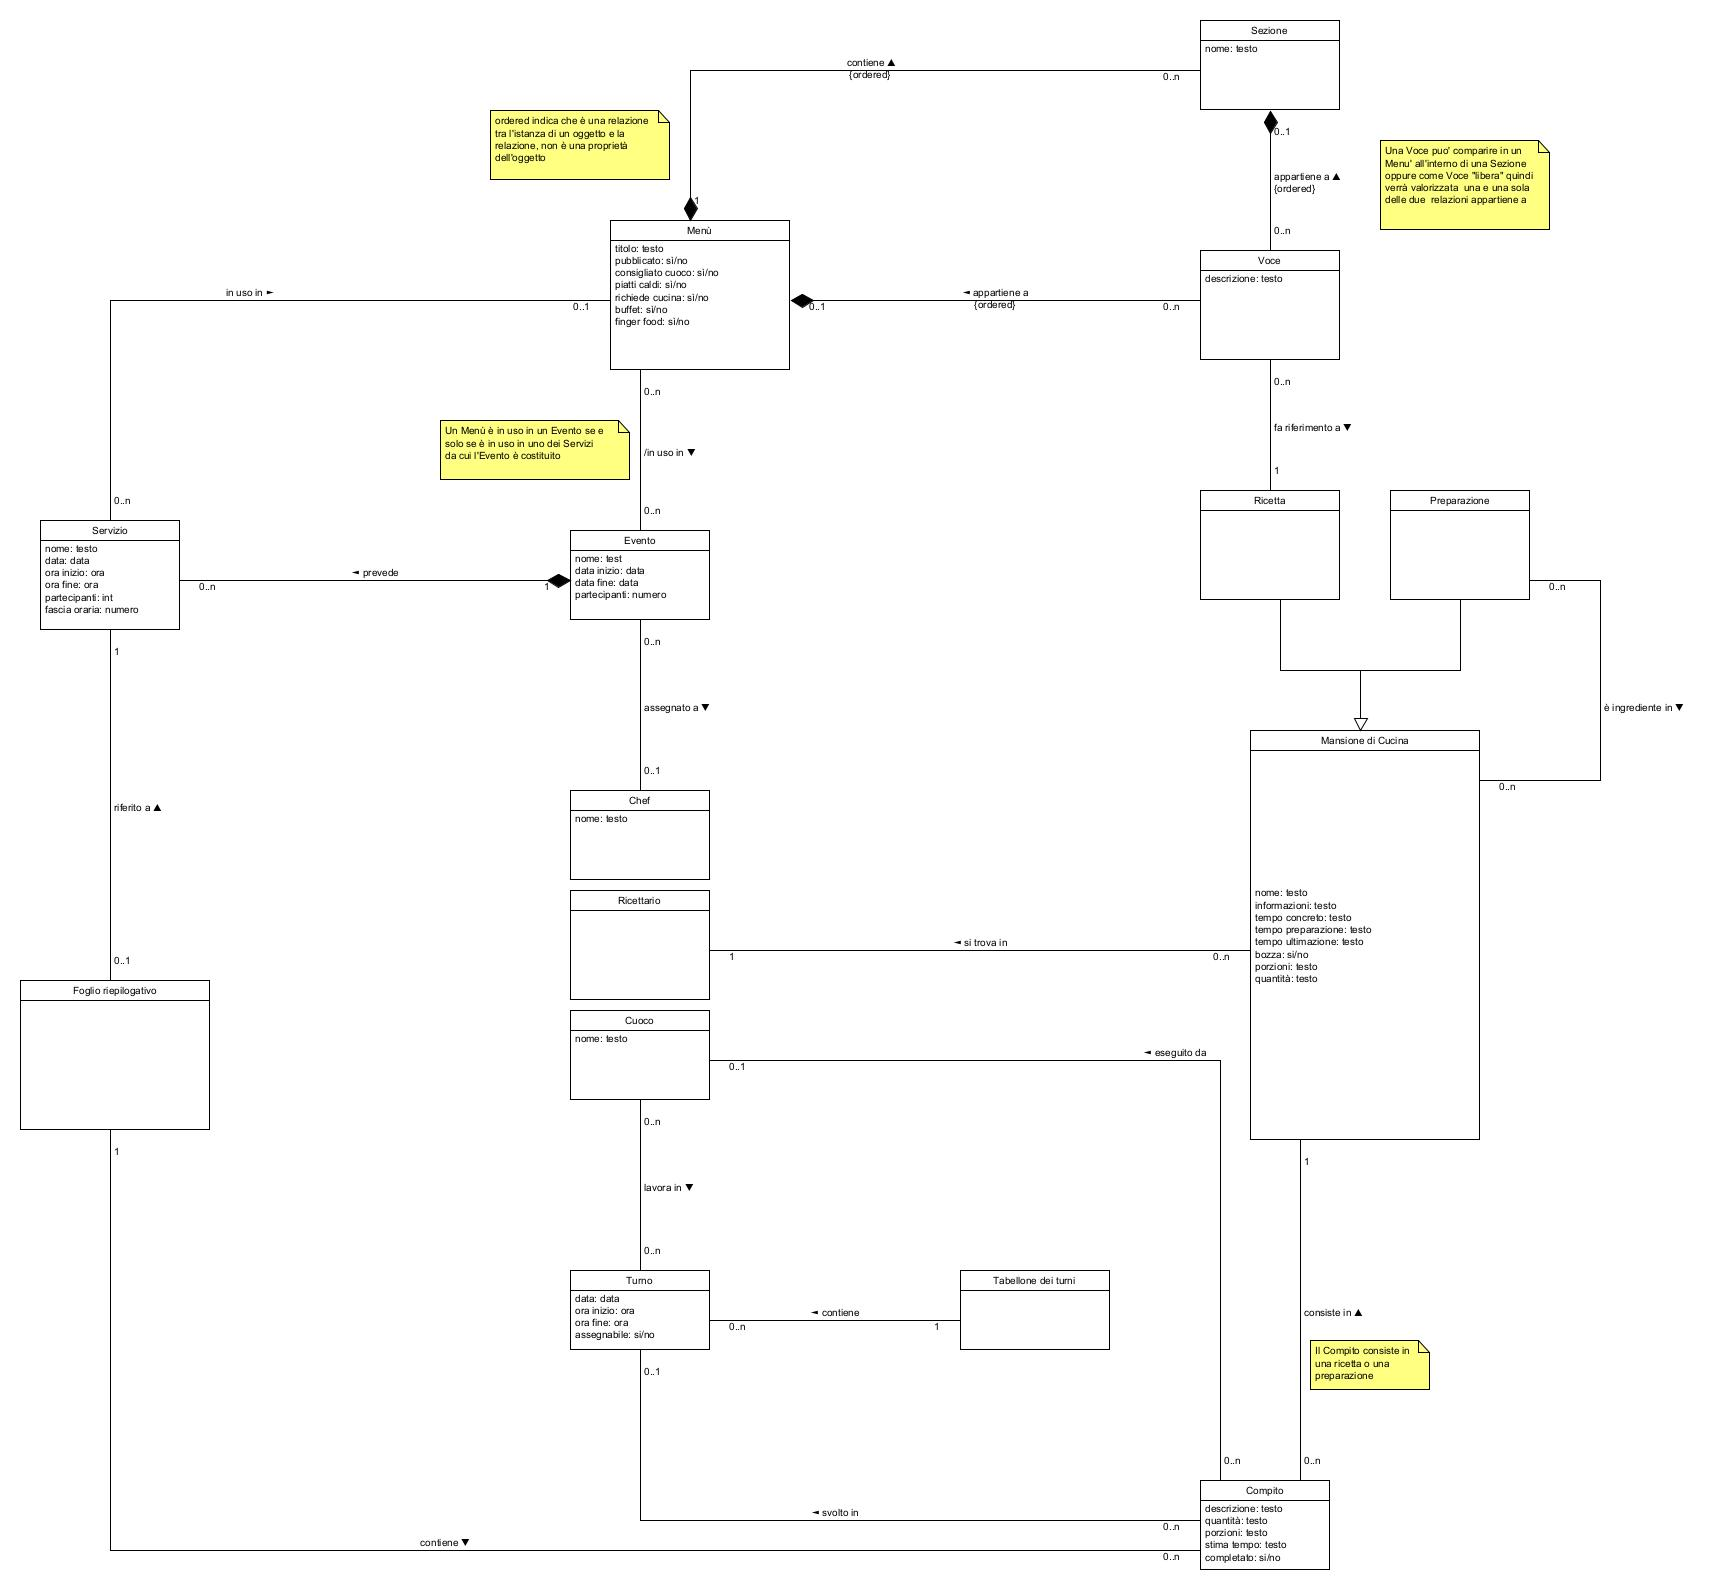 Sezione
nome: testo
contiene ▲
{ordered}
0..n
0..1
ordered indica che è una relazione
tra l'istanza di un oggetto e la
relazione, non è una proprietà
dell'oggetto
Una Voce puo' comparire in un
Menu' all'interno di una Sezione
oppure come Voce "libera" quindi
verrà valorizzata una e una sola
delle due relazioni appartiene a
appartiene a ▲
{ordered}
1
0..n
Menù
titolo: testo
pubblicato: sì/no
consigliato cuoco: sì/no
piatti caldi: sì/no
richiede cucina: sì/no
buffet: sì/no
finger food: sì/no
Voce
descrizione: testo
in uso in ►
0..1
0..1
◄ appartiene a
{ordered}
0..n
0..n
0..n
Un Menù è in uso in un Evento se e
solo se è in uso in uno dei Servizi
da cui l'Evento è costituito
/in uso in ▼
fa riferimento a ▼
1
0..n
0..n
Ricetta
Preparazione
Servizio
nome: testo
data: data
ora inizio: ora
ora fine: ora
partecipanti: int
fascia oraria: numero
◄ prevede
0..n
1
Evento
nome: test
data inizio: data
data fine: data
partecipanti: numero
0..n
1
0..n
assegnato a ▼
è ingrediente in ▼
0..1
Mansione di Cucina
nome: testo
informazioni: testo
tempo concreto: testo
tempo preparazione: testo
tempo ultimazione: testo
bozza: si/no
porzioni: testo
quantità: testo
0..n
Chef
nome: testo
riferito a ▲
Ricettario
◄ si trova in
1
0..n
0..1
Foglio riepilogativo
Cuoco
nome: testo
◄ eseguito da
0..1
0..n
1
1
lavora in ▼
0..n
Turno
data: data
ora inizio: ora
ora fine: ora
assegnabile: si/no
◄ contiene
0..n
1
Tabellone dei turni
consiste in ▲
Il Compito consiste in
una ricetta o una
preparazione
0..1
0..n
0..n
Compito
descrizione: testo
quantità: testo
porzioni: testo
stima tempo: testo
completato: si/no
◄ svolto in
0..n
contiene ▼
0..n